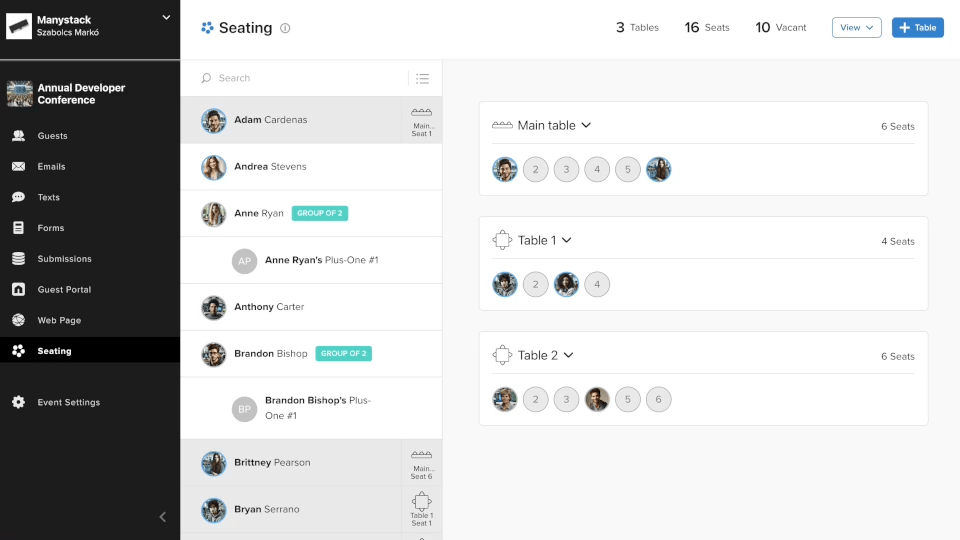 Manystack
Szabolcs Markó
Annual Developer
Conference
Guests
Emails
Texts
Forms
Submissions
Guest Portal
Web Page
Seating
Event Settings
Seating
3 Tables
16 Seats
10 Vacant
View
+ Table
Search
Adam Cardenas
Main...
Seat 1
Andrea Stevens
Anne Ryan GROUP OF 2
AP Anne Ryan's Plus-One #1
Anthony Carter
Brandon Bishop GROUP OF 2
BP Brandon Bishop's Plus-
One #1
Brittney Pearson
Main...
Seat 6
Bryan Serrano
Table 1
Seat 1
Main table 6 Seats
2 3 4 5
Table 1 4 Seats
2 4
Table 2 6 Seats
2 3 5 6